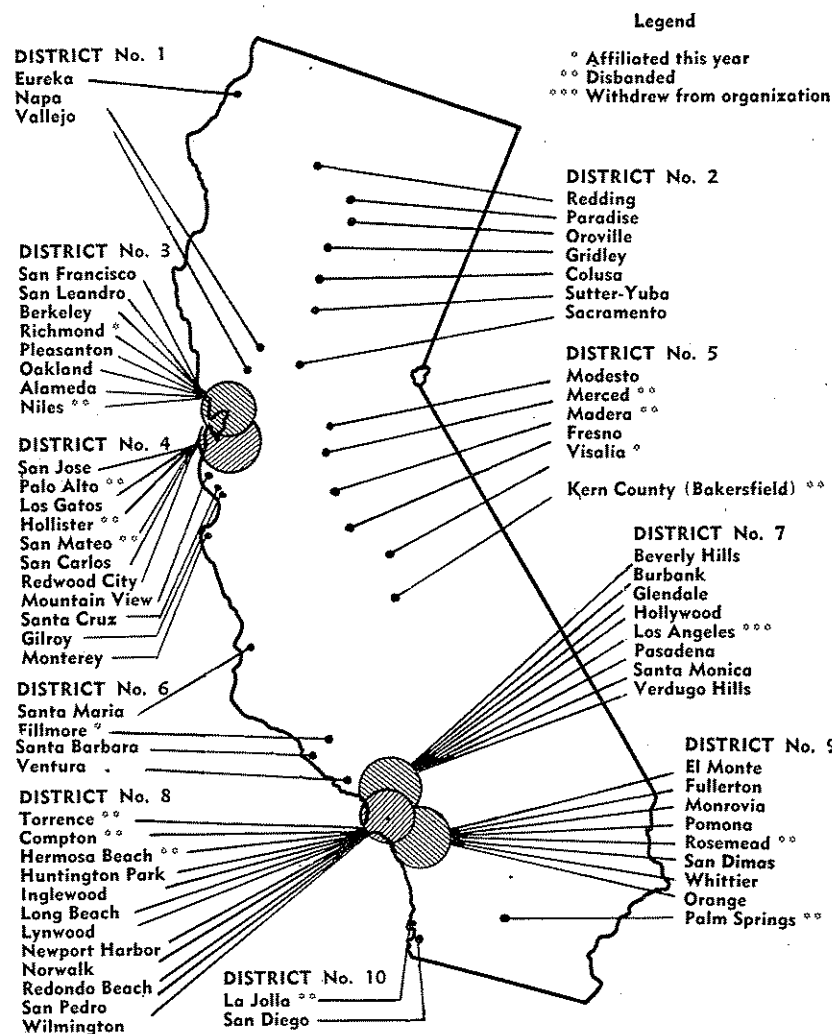 Legend
° Affiliated this year
°° Disbanded
°°° Withdrew from organization
DISTRICT No. 1
Eureka
Napa
Vallejo
DISTRICT No. 2
Redding
Paradise
Oroville
Gridley
Colusa
Sutter-Yuba
Sacramento
DISTRICT No. 3
San Francisco
San Leandro
Berkeley
Richmond °
Pleasanton
Oakland
Alameda
Niles °°
DISTRICT No. 4
San Jose
Palo Alto °°
Los Gatos
Hollister °°
San Mateo °°
San Carlos
Redwood City
Mountain View
Santa Cruz
Gilroy
Monterey
DISTRICT No. 5
Modesto
Merced °°
Madera °°
Fresno
Visalia °
Kern County (Bakersfield) °°
DISTRICT No. 6
Santa Maria
Fillmore °
Santa Barbara
Ventura
DISTRICT No. 7
Beverly Hills
Burbank
Glendale
Hollywood
Los Angeles °°°
Pasadena
Santa Monica
Verdugo Hills
DISTRICT No. 8
Torrence °°
Compton °°
Hermosa Beach °°
Huntington Park
Inglewood
Long Beach
Lynwood
Newport Harbor
Norwalk
Redondo Beach
San Pedro
Wilmington
DISTRICT No. 9
El Monte
Fullerton
Monrovia
Pomona
Rosemead °°
San Dimas
Whittier
Orange
Palm Springs °°
DISTRICT No. 10
La Jolla °°
San Diego